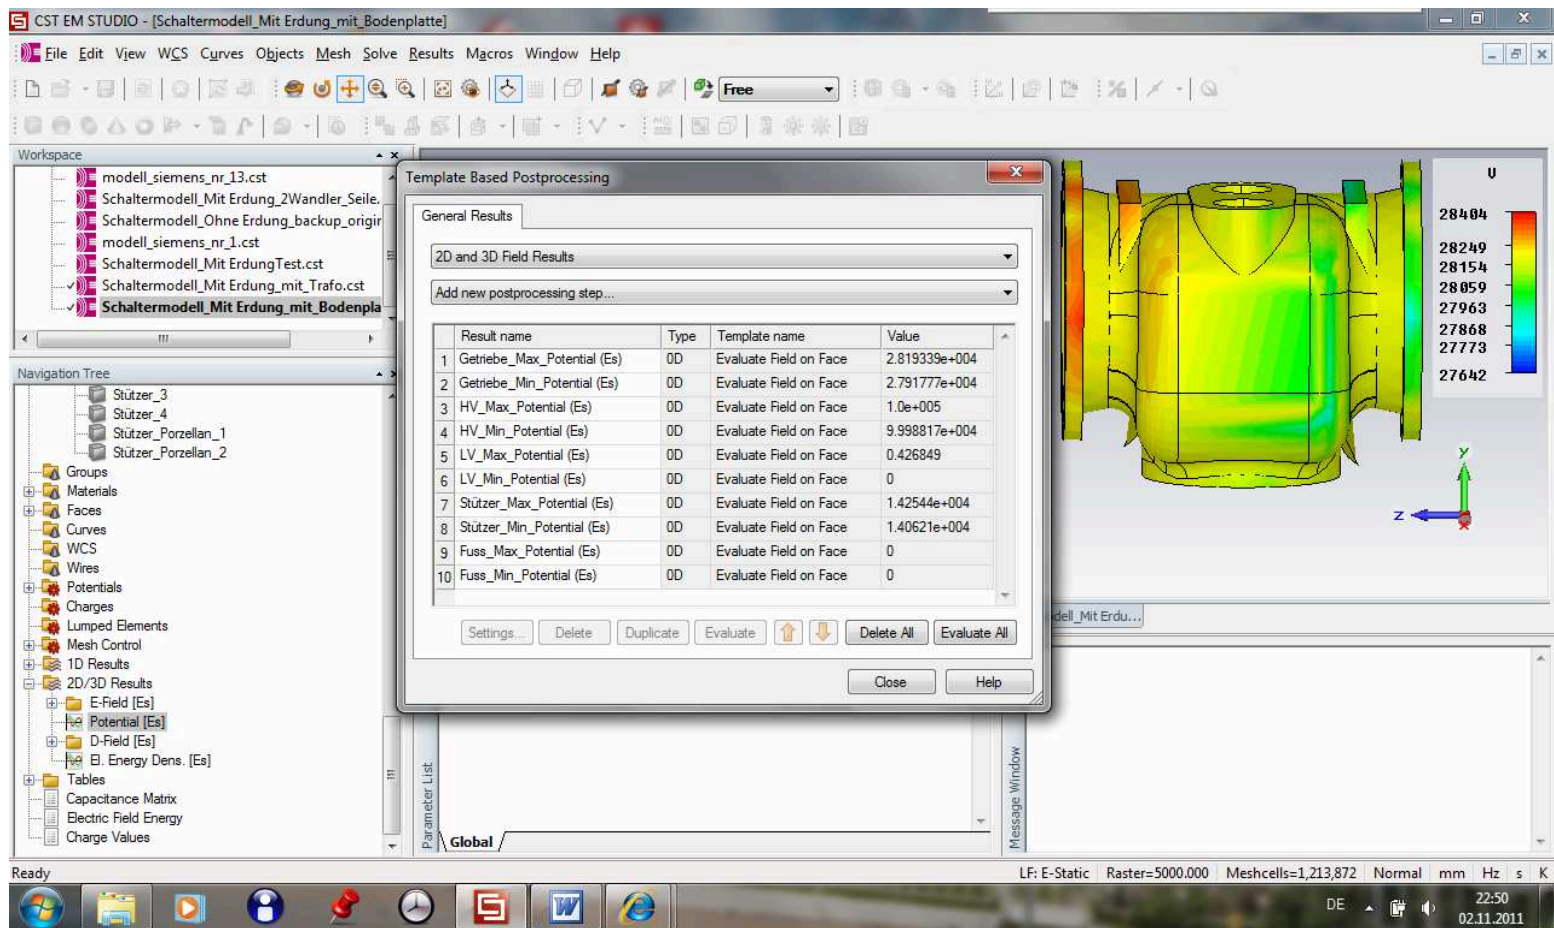 CST EM STUDIO - [Schaltermodell_Mit Erdung_mit_Bodenplatte]
File Edit View WCS Curves Objects Mesh Solve Results Macros Window Help
Free
Workspace
modell_siemens_nr_13.cst
Schaltermodell_Mit Erdung_2Wandler_Seile.
Schaltermodell_Ohne Erdung_backup_origir
modell_siemens_nr_1.cst
Schaltermodell_Mit ErdungTest.cst
Schaltermodell_Mit Erdung_mit_Trafo.cst
Schaltermodell_Mit Erdung_mit_Bodenpla
Navigation Tree
Stützer_3
Stützer_4
Stützer_Porzellan_1
Stützer_Porzellan_2
Groups
Materials
Faces
Curves
WCS
Wires
Potentials
Charges
Lumped Elements
Mesh Control
1D Results
2D/3D Results
E-Field [Es]
Potential [Es]
D-Field [Es]
El. Energy Dens. [Es]
Tables
Capacitance Matrix
Electric Field Energy
Charge Values
Template Based Postprocessing
General Results
2D and 3D Field Results
Add new postprocessing step...
Result name Type Template name Value
1 Getriebe_Max_Potential (Es) 0D Evaluate Field on Face 2.819339e+004
2 Getriebe_Min_Potential (Es) 0D Evaluate Field on Face 2.791777e+004
3 HV_Max_Potential (Es) 0D Evaluate Field on Face 1.0e+005
4 HV_Min_Potential (Es) 0D Evaluate Field on Face 9.998817e+004
5 LV_Max_Potential (Es) 0D Evaluate Field on Face 0.426849
6 LV_Min_Potential (Es) 0D Evaluate Field on Face 0
7 Stützer_Max_Potential (Es) 0D Evaluate Field on Face 1.42544e+004
8 Stützer_Min_Potential (Es) 0D Evaluate Field on Face 1.40621e+004
9 Fuss_Max_Potential (Es) 0D Evaluate Field on Face 0
10 Fuss_Min_Potential (Es) 0D Evaluate Field on Face 0
Settings... Delete Duplicate Evaluate Delete All Evaluate All
Close Help
U
28404
28249
28154
28059
27963
27868
27773
27642
y
z
x
dell_Mit Erdu...
Parameter List
Global
Message Window
Ready
LF: E-Static Raster=5000.000 Meshcells=1,213,872 Normal mm Hz s K
DE
22:50
02.11.2011